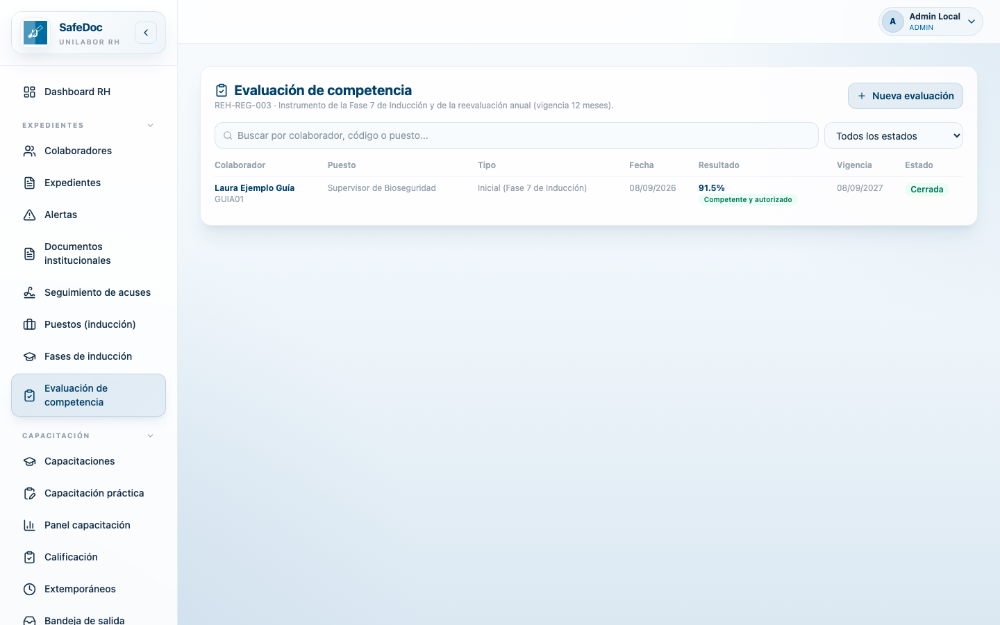 SafeDoc
UNILABOR RH
A
Admin Local
ADMIN
Dashboard RH
EXPEDIENTES
Colaboradores
Expedientes
Alertas
Documentos
institucionales
Seguimiento de acuses
Puestos (inducción)
Fases de inducción
Evaluación de
competencia
CAPACITACIÓN
Capacitaciones
Capacitación práctica
Panel capacitación
Calificación
Extemporáneos
Bandeja de salida
Evaluación de competencia
REH-REG-003 · Instrumento de la Fase 7 de Inducción y de la reevaluación anual (vigencia 12 meses).
+ Nueva evaluación
Buscar por colaborador, código o puesto...
Todos los estados
Colaborador Puesto Tipo Fecha Resultado Vigencia Estado
Laura Ejemplo Guía Supervisor de Bioseguridad Inicial (Fase 7 de Inducción) 08/09/2026 91.5% 08/09/2027 Cerrada
GUIA01 Competente y autorizado